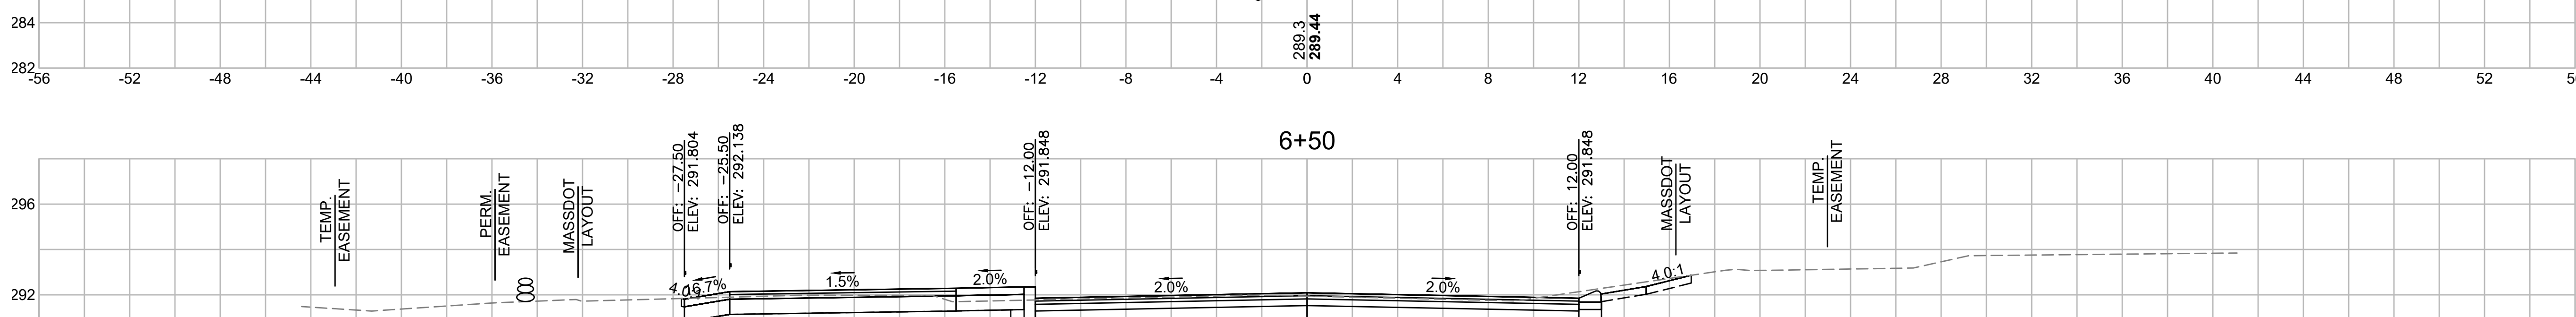 284
289.3
289.44
282
-56 -52 -48 -44 -40 -36 -32 -28 -24 -20 -16 -12 -8 -4 0 4 8 12 16 20 24 28 32 36 40 44 48 52
6+50
OFF: -27.50
ELEV: 291.804
OFF: -25.50
ELEV: 292.138
OFF: -12.00
ELEV: 291.848
OFF: 12.00
ELEV: 291.848
296
TEMP.
EASEMENT
PERM.
EASEMENT
MASSDOT
LAYOUT
MASSDOT
LAYOUT
TEMP.
EASEMENT
292
1.5%
2.0%
2.0%
2.0%
4.0:1